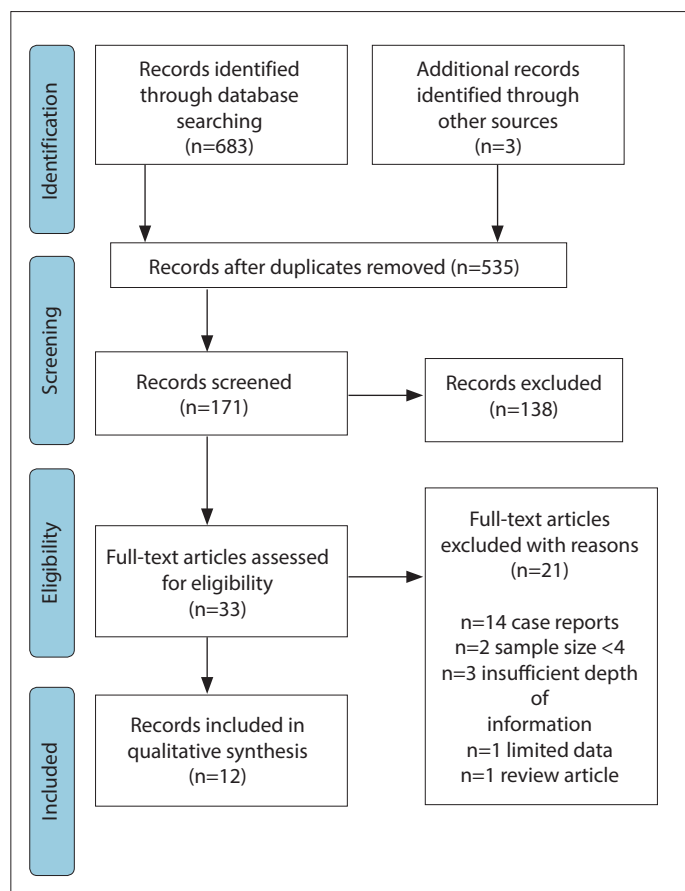 Identification
Records identified
through database
searching
(n=683)
Additional records
identified through
other sources
(n=3)
Records after duplicates removed (n=535)
Screening
Records screened
(n=171)
Records excluded
(n=138)
Eligibility
Full-text articles assessed
for eligibility
(n=33)
Full-text articles
excluded with reasons
(n=21)
n=14 case reports
n=2 sample size <4
n=3 insufficient depth
of
information
n=1 limited data
n=1 review article
Included
Records included in
qualitative synthesis
(n=12)